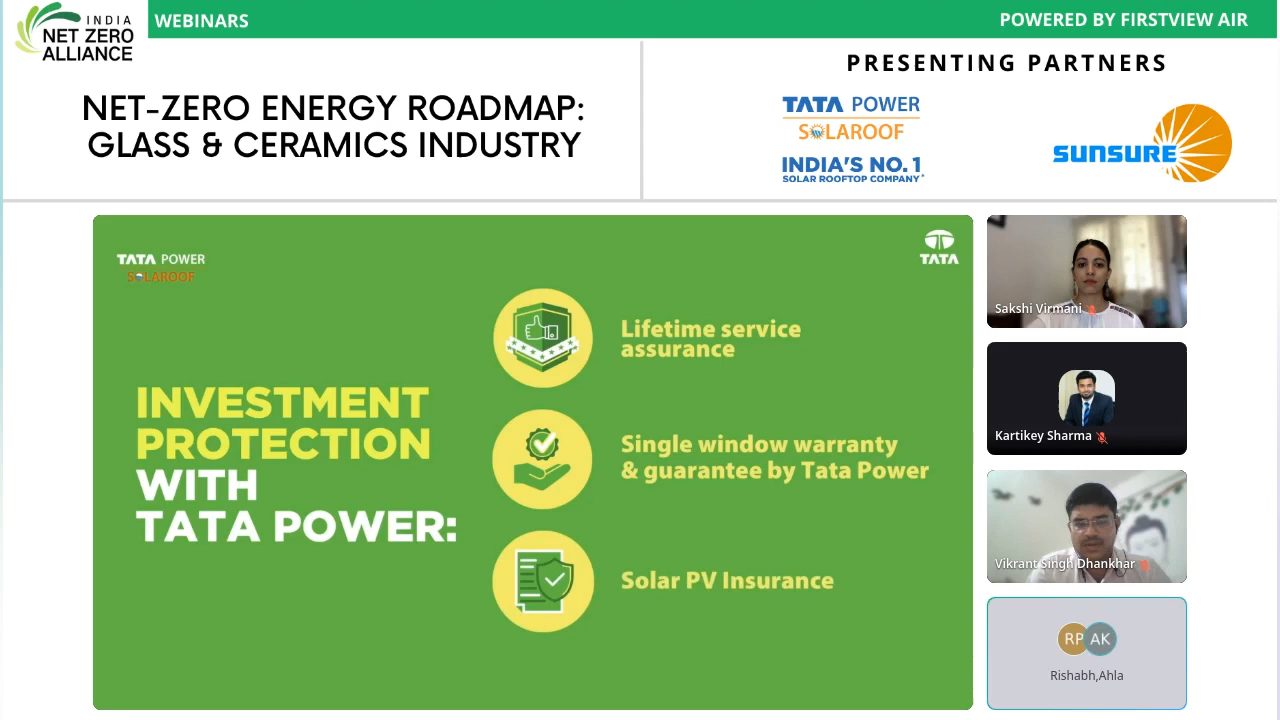 INDIA
NET ZERO
ALLIANCE
WEBINARS
POWERED BY FIRSTVIEW AIR
NET-ZERO ENERGY ROADMAP:
GLASS & CERAMICS INDUSTRY
PRESENTING PARTNERS
TATA POWER
SOLAROOF
INDIA'S NO. 1
SOLAR ROOFTOP COMPANY*
SUNSURE
TATA POWER
SOLAROOF
TATA
INVESTMENT
PROTECTION
WITH
TATA POWER:
Lifetime service
assurance
Single window warranty
& guarantee by Tata Power
Solar PV Insurance
Sakshi Virmani
Kartikey Sharma
Vikrant Singh Dhankhar
RP AK
Rishabh,Ahla